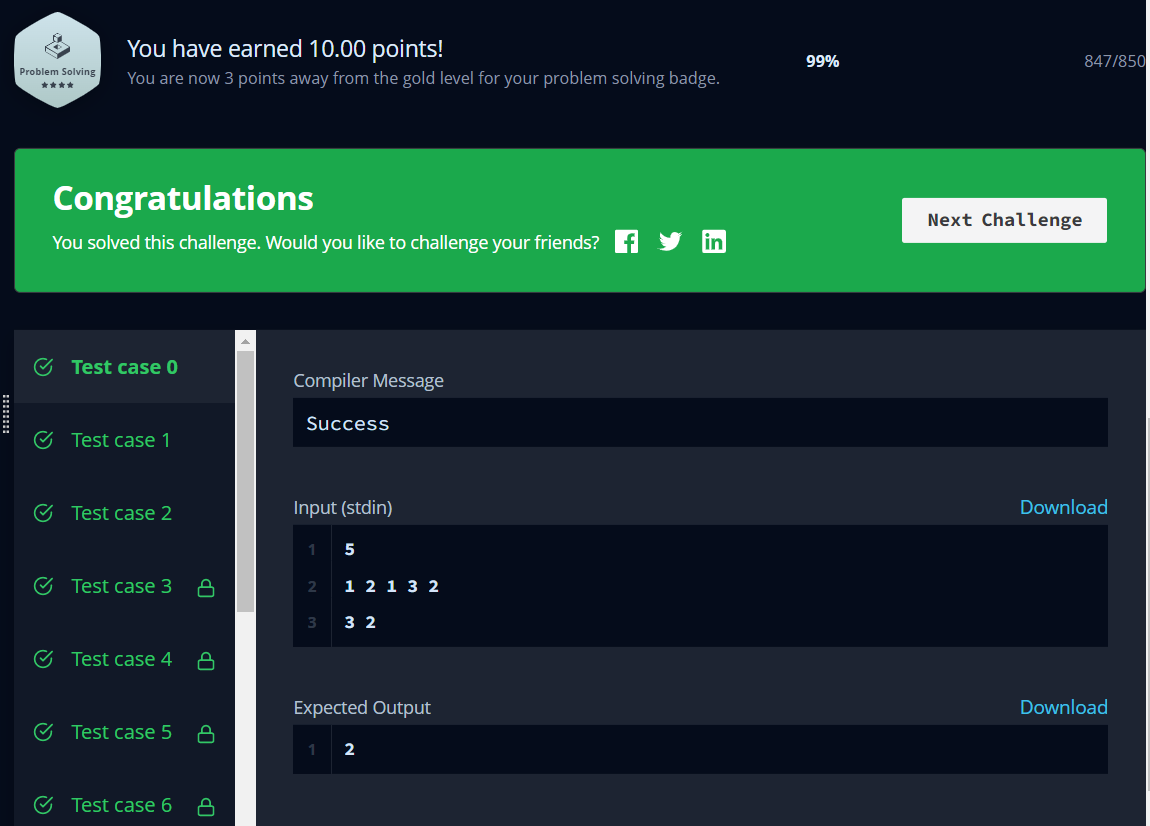 Problem Solving
You have earned 10.00 points!
You are now 3 points away from the gold level for your problem solving badge.
99%
847/850
Congratulations
You solved this challenge. Would you like to challenge your friends?
Next Challenge
Test case 0
Test case 1
Test case 2
Test case 3
Test case 4
Test case 5
Test case 6
Compiler Message
Success
Input (stdin)
Download
1 5
2 1 2 1 3 2
3 3 2
Expected Output
Download
1 2